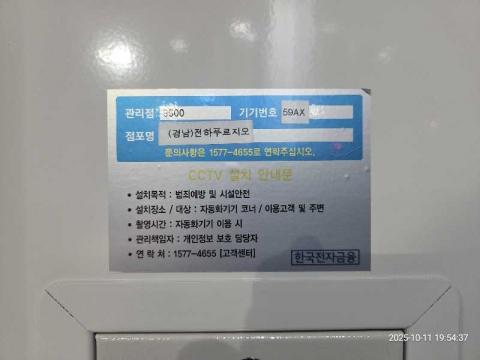 관리점 9500 기기번호 59AX
점포명 (경남)전하푸르지오
문의사항은 1577-4655로 연락주십시오.
CCTV 설치 안내문
• 설치목적 : 범죄예방 및 시설안전
• 설치장소 / 대상 : 자동화기기 코너 / 이용고객 및 주변
• 촬영시간 : 자동화기기 이용 시
• 관리책임자 : 개인정보 보호 담당자
• 연 락 처 : 1577-4655 [고객센터]
한국전자금융
2025-10-11 19:54:37